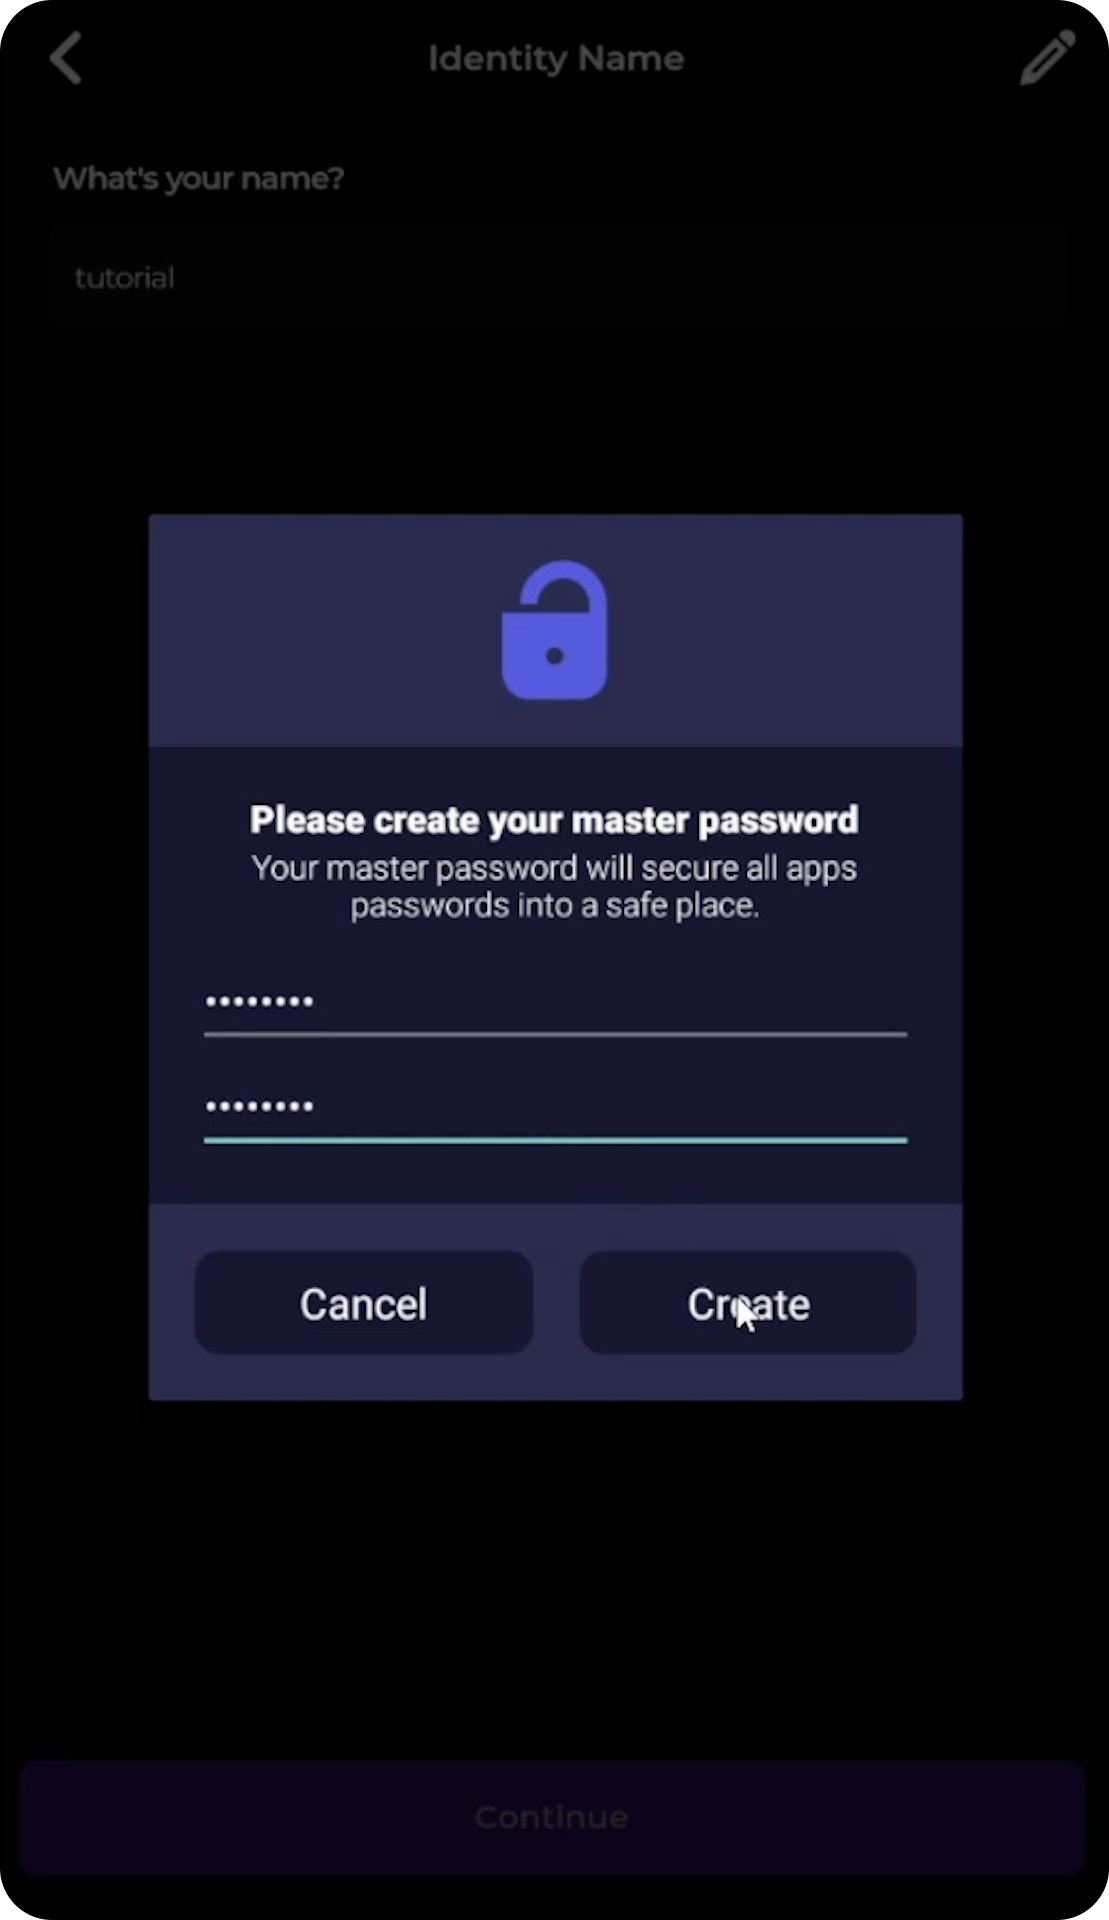 Identity Name
What's your name?
tutorial
Please create your master password
Your master password will secure all apps
passwords into a safe place.
••••••••
••••••••
Cancel
Create
Continue